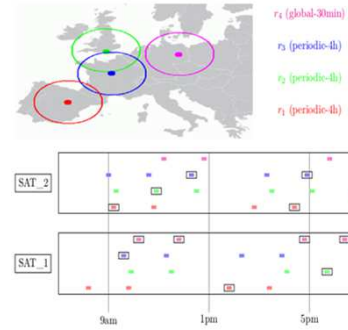 r₄ (global-30min)
r₃ (periodic-4h)
r₂ (periodic-4h)
r₁ (periodic-4h)
SAT_2
SAT_1
9am
1pm
5pm